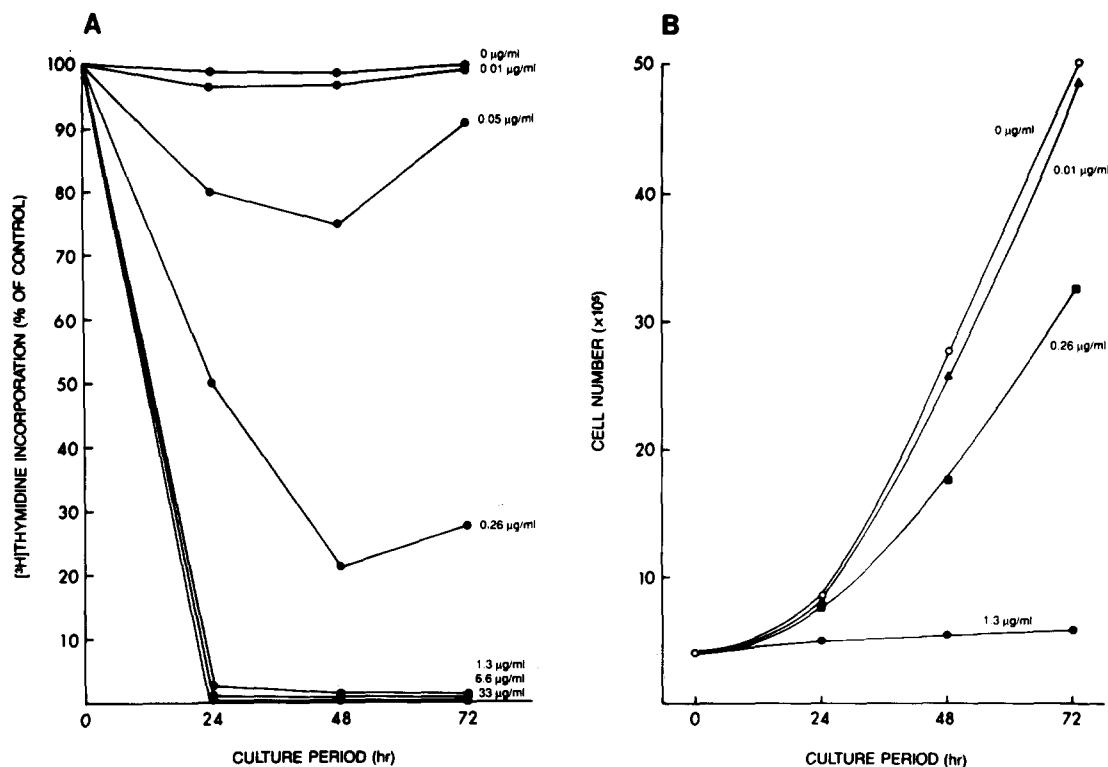 A
[³H]THYMIDINE INCORPORATION (% OF CONTROL)
100
90
80
70
60
50
40
30
20
10
0 μg/ml
0.01 μg/ml
0.05 μg/ml
0.26 μg/ml
1.3 μg/ml
6.6 μg/ml
33 μg/ml
0
24
48
72
CULTURE PERIOD (hr)
B
CELL NUMBER (×10⁵)
50
40
30
20
10
0 μg/ml
0.01 μg/ml
0.26 μg/ml
1.3 μg/ml
0
24
48
72
CULTURE PERIOD (hr)